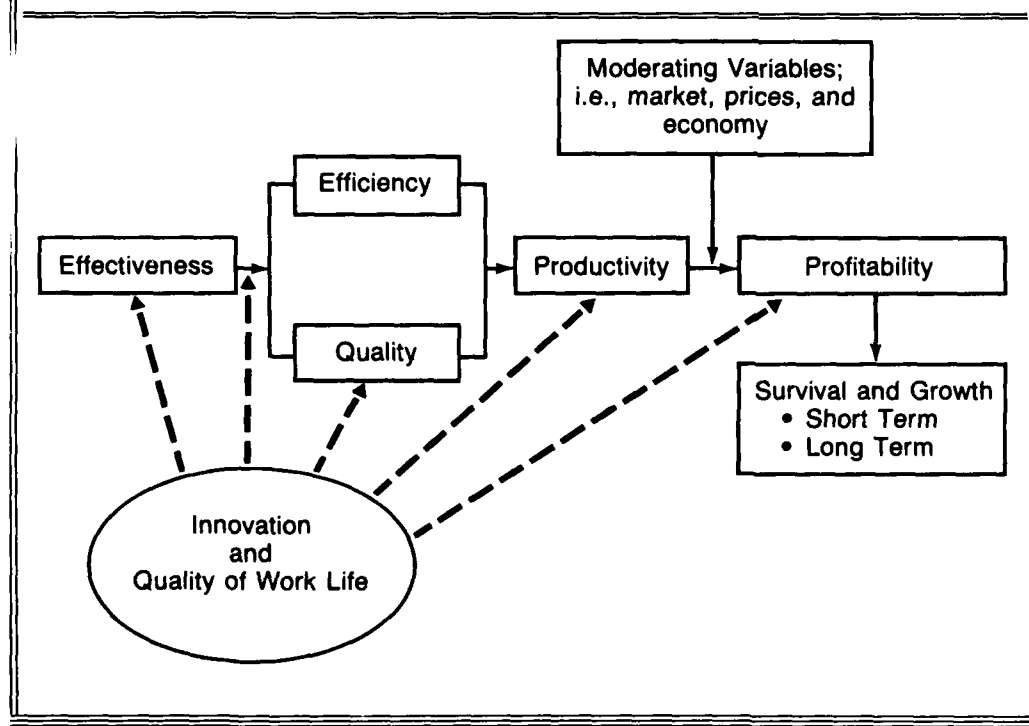 Moderating Variables;
i.e., market, prices, and
economy
Efficiency
Effectiveness
Productivity
Profitability
Quality
Survival and Growth
• Short Term
• Long Term
Innovation
and
Quality of Work Life